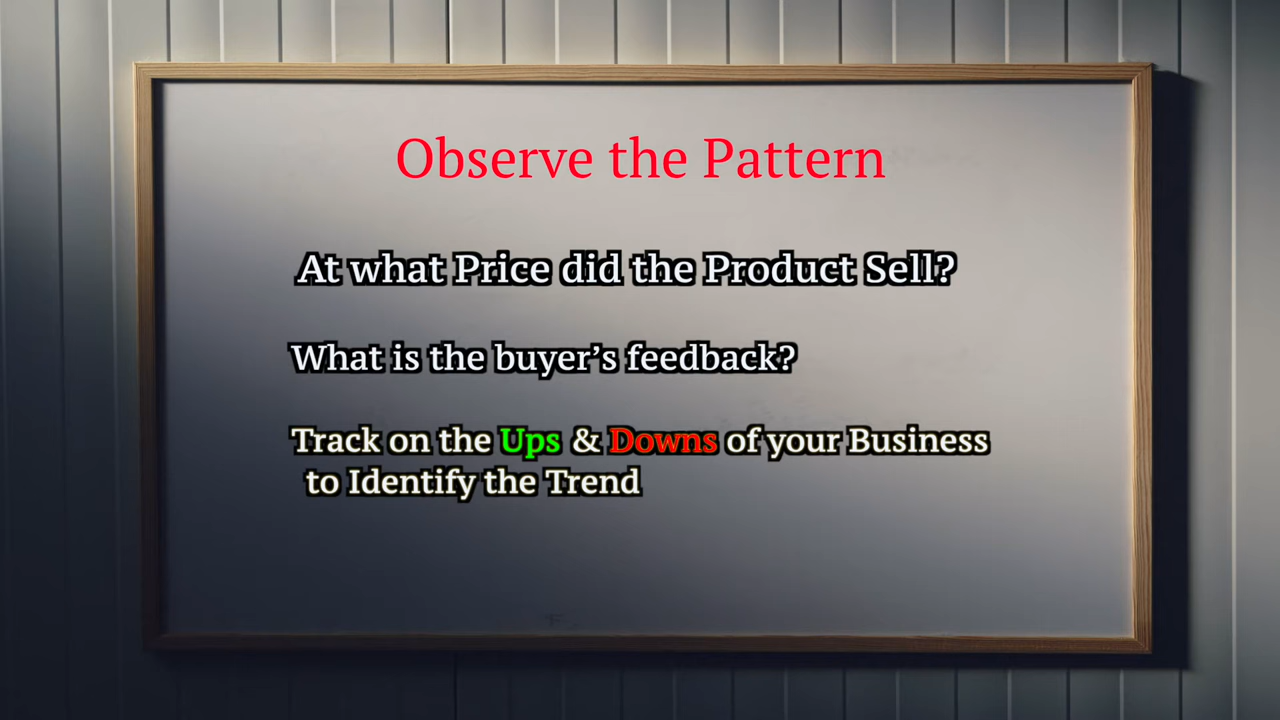 Observe the Pattern
At what Price did the Product Sell?
What is the buyer’s feedback?
Track on the Ups & Downs of your Business
to Identify the Trend